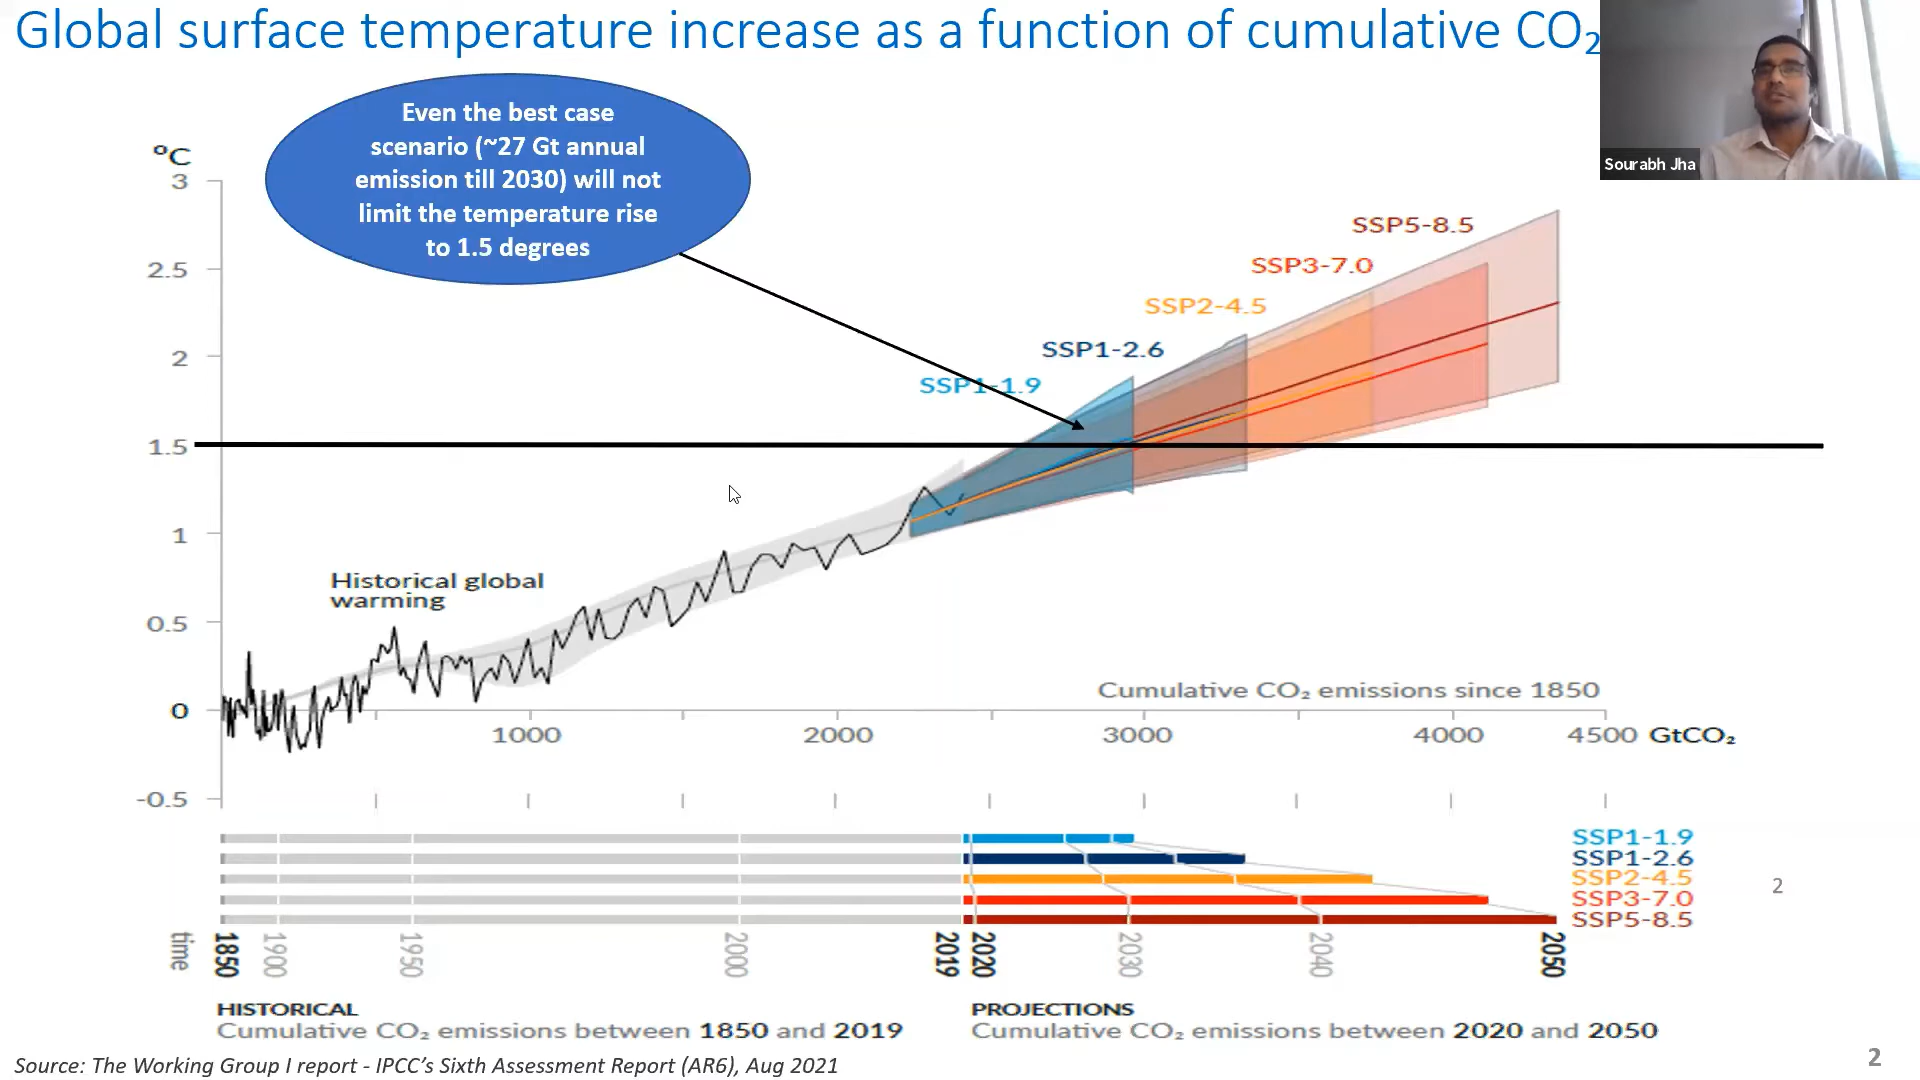 Global surface temperature increase as a function of cumulative CO₂
Sourabh Jha
Even the best case
scenario (~27 Gt annual
emission till 2030) will not
limit the temperature rise
to 1.5 degrees
ºC
3
2.5
2
1.5
1
0.5
0
-0.5
SSP5-8.5
SSP3-7.0
SSP2-4.5
SSP1-2.6
SSP1-1.9
Historical global
warming
Cumulative CO₂ emissions since 1850
1000
2000
3000
4000
4500 GtCO₂
SSP1-1.9
SSP1-2.6
SSP2-4.5
SSP3-7.0
SSP5-8.5
2
time
1850
1900
1950
2000
2019
2020
2030
2040
2050
HISTORICAL
Cumulative CO₂ emissions between 1850 and 2019
PROJECTIONS
Cumulative CO₂ emissions between 2020 and 2050
Source: The Working Group I report - IPCC’s Sixth Assessment Report (AR6), Aug 2021
2